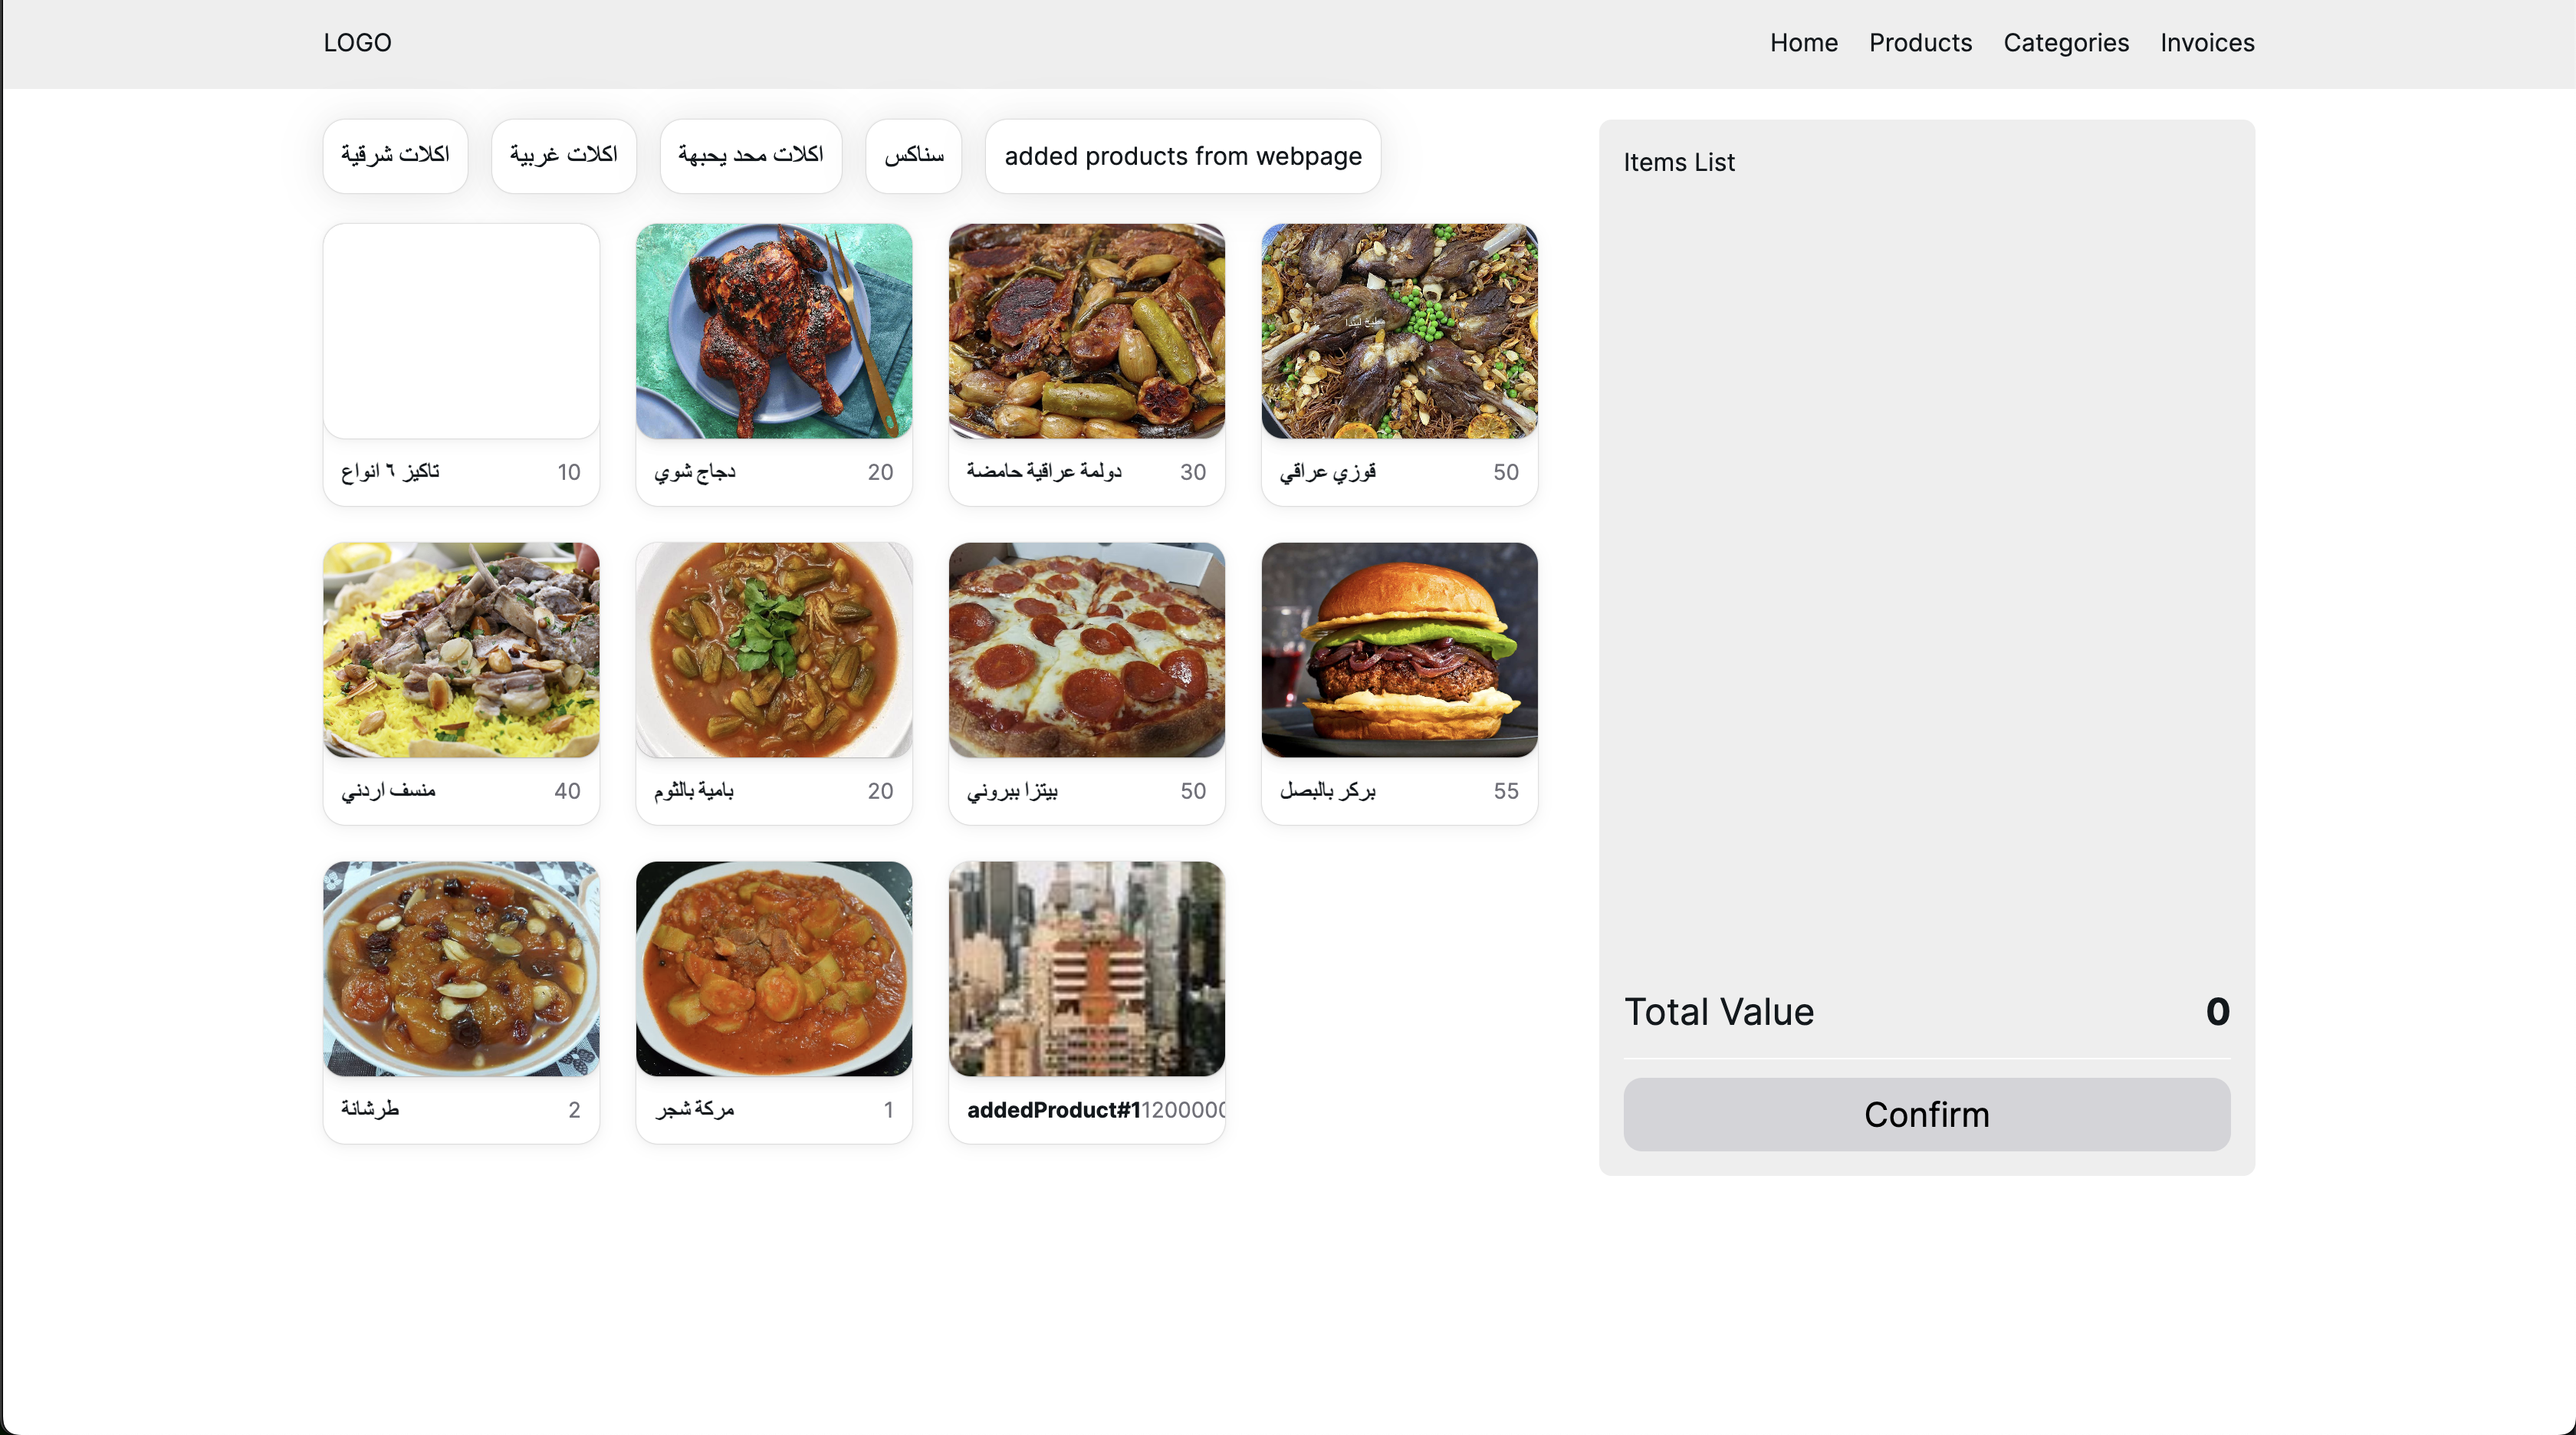 LOGO
Home
Products
Categories
Invoices
اكلات شرقية
اكلات غربية
اكلات محد يحبهة
سناكس
added products from webpage
Items List
تاكيز ٦ انواع
10
دجاج شوي
20
دولمة عراقية حامضة
30
قوزي عراقي
50
منسف اردني
40
بامية بالثوم
20
بيتزا ببروني
50
بركر بالبصل
55
طرشانة
2
مركة شجر
1
addedProduct#1
Total Value
0
Confirm